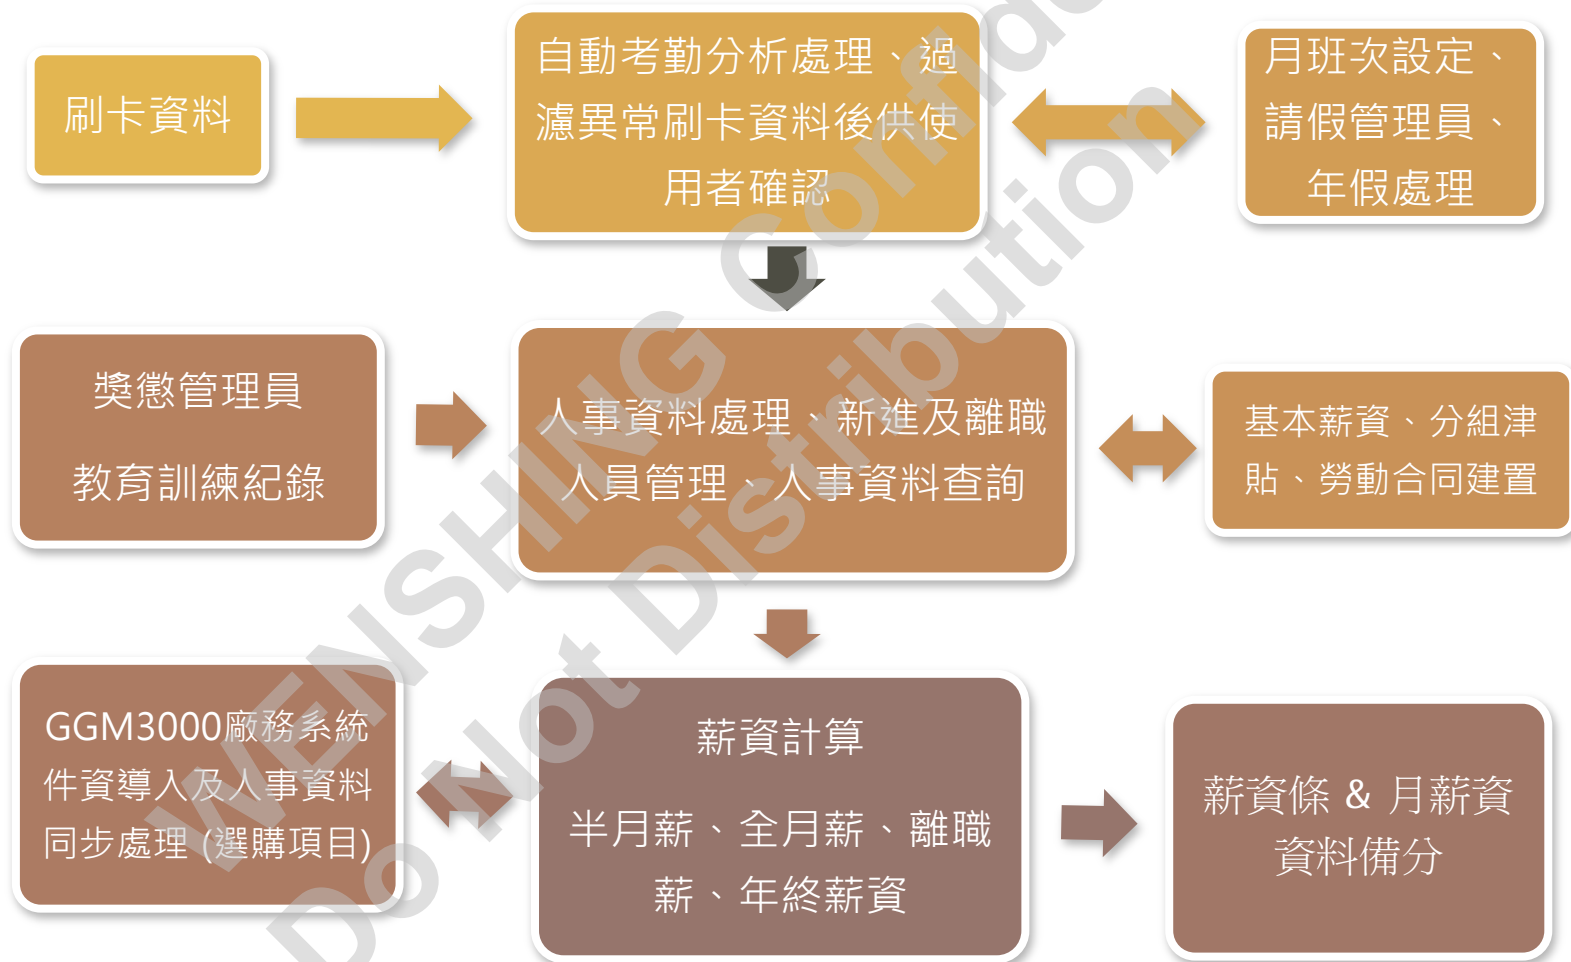 刷卡資料
自動考勤分析處理、過
濾異常刷卡資料後供使
用者確認
月班次設定、
請假管理員、
年假處理
獎懲管理員
教育訓練紀錄
人事資料處理、新進及離職
人員管理、人事資料查詢
基本薪資、分組津
貼、勞動合同建置
GGM3000廠務系統
件資導入及人事資料
同步處理 (選購項目)
薪資計算
半月薪、全月薪、離職
薪、年終薪資
薪資條 & 月薪資
資料備分
WENSHING Confide
Do Not Distribution